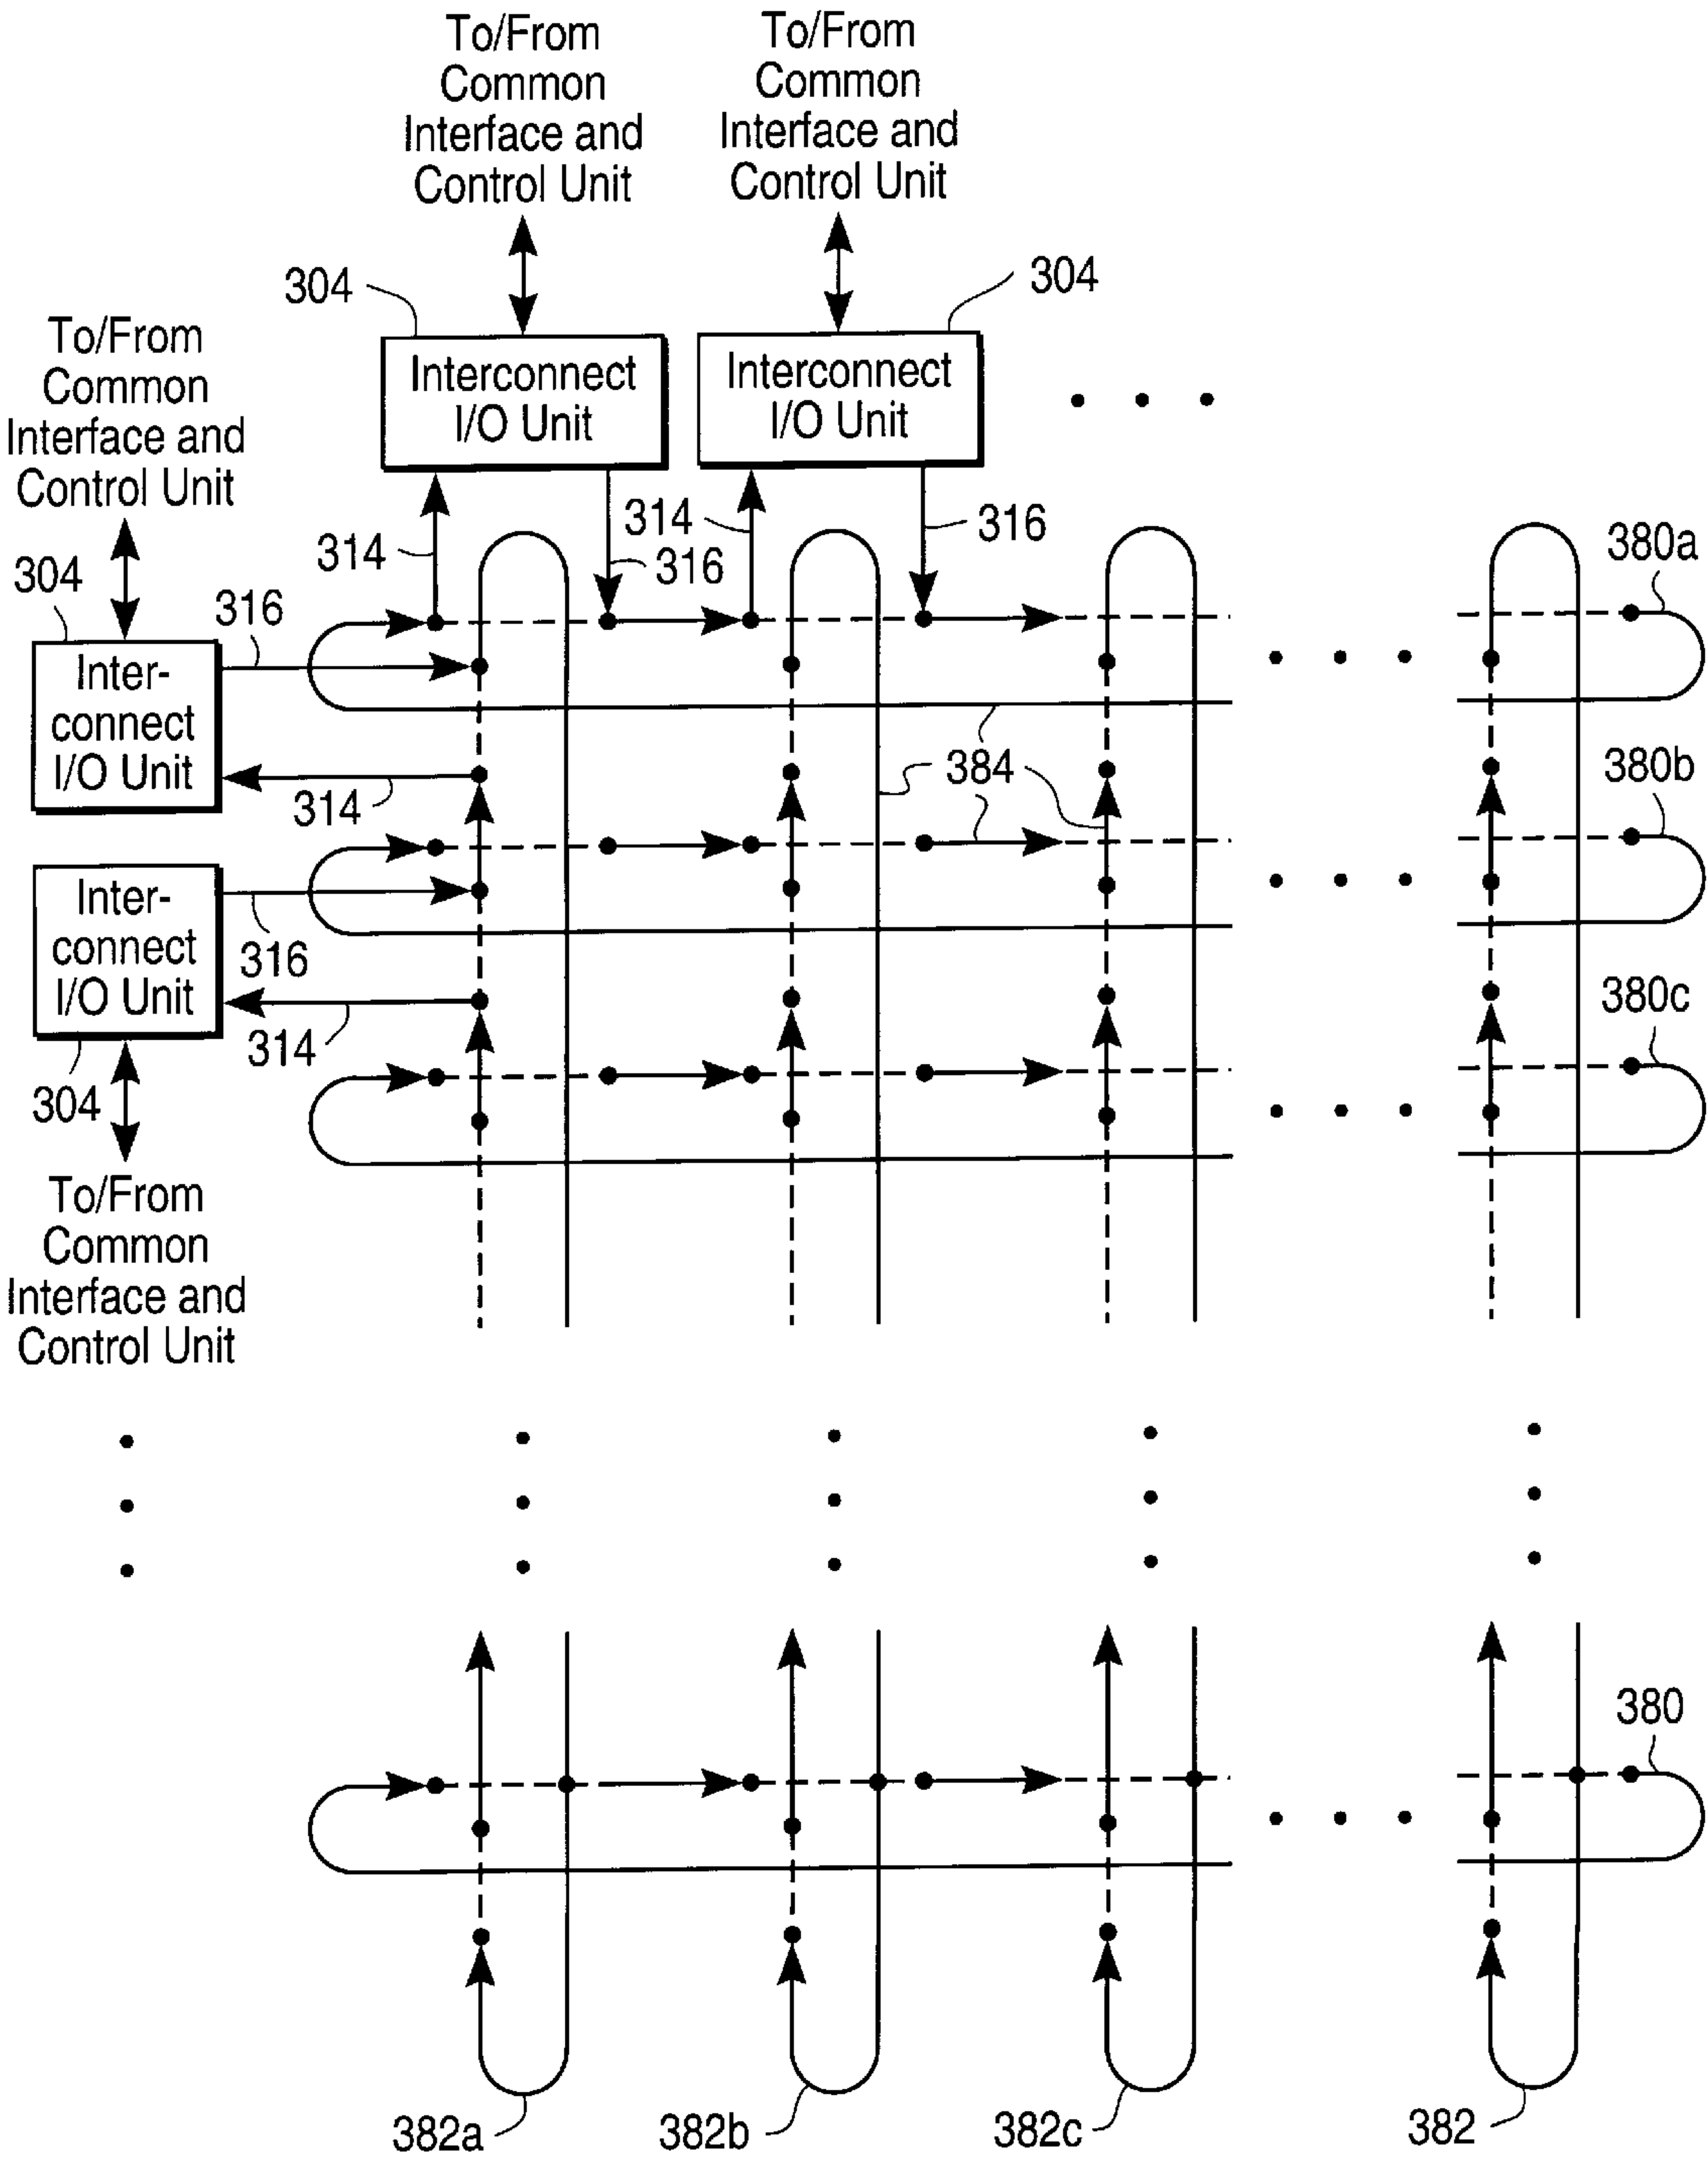 To/From
Common
Interface and
Control Unit
To/From
Common
Interface and
Control Unit
304
304
To/From
Common
Interface and
Control Unit
Interconnect
I/O Unit
Interconnect
I/O Unit
314
316
314
316
380a
304
316
Inter-
connect
I/O Unit
314
384
380b
Inter-
connect
I/O Unit
316
314
380c
304
To/From
Common
Interface and
Control Unit
380
382a
382b
382c
382